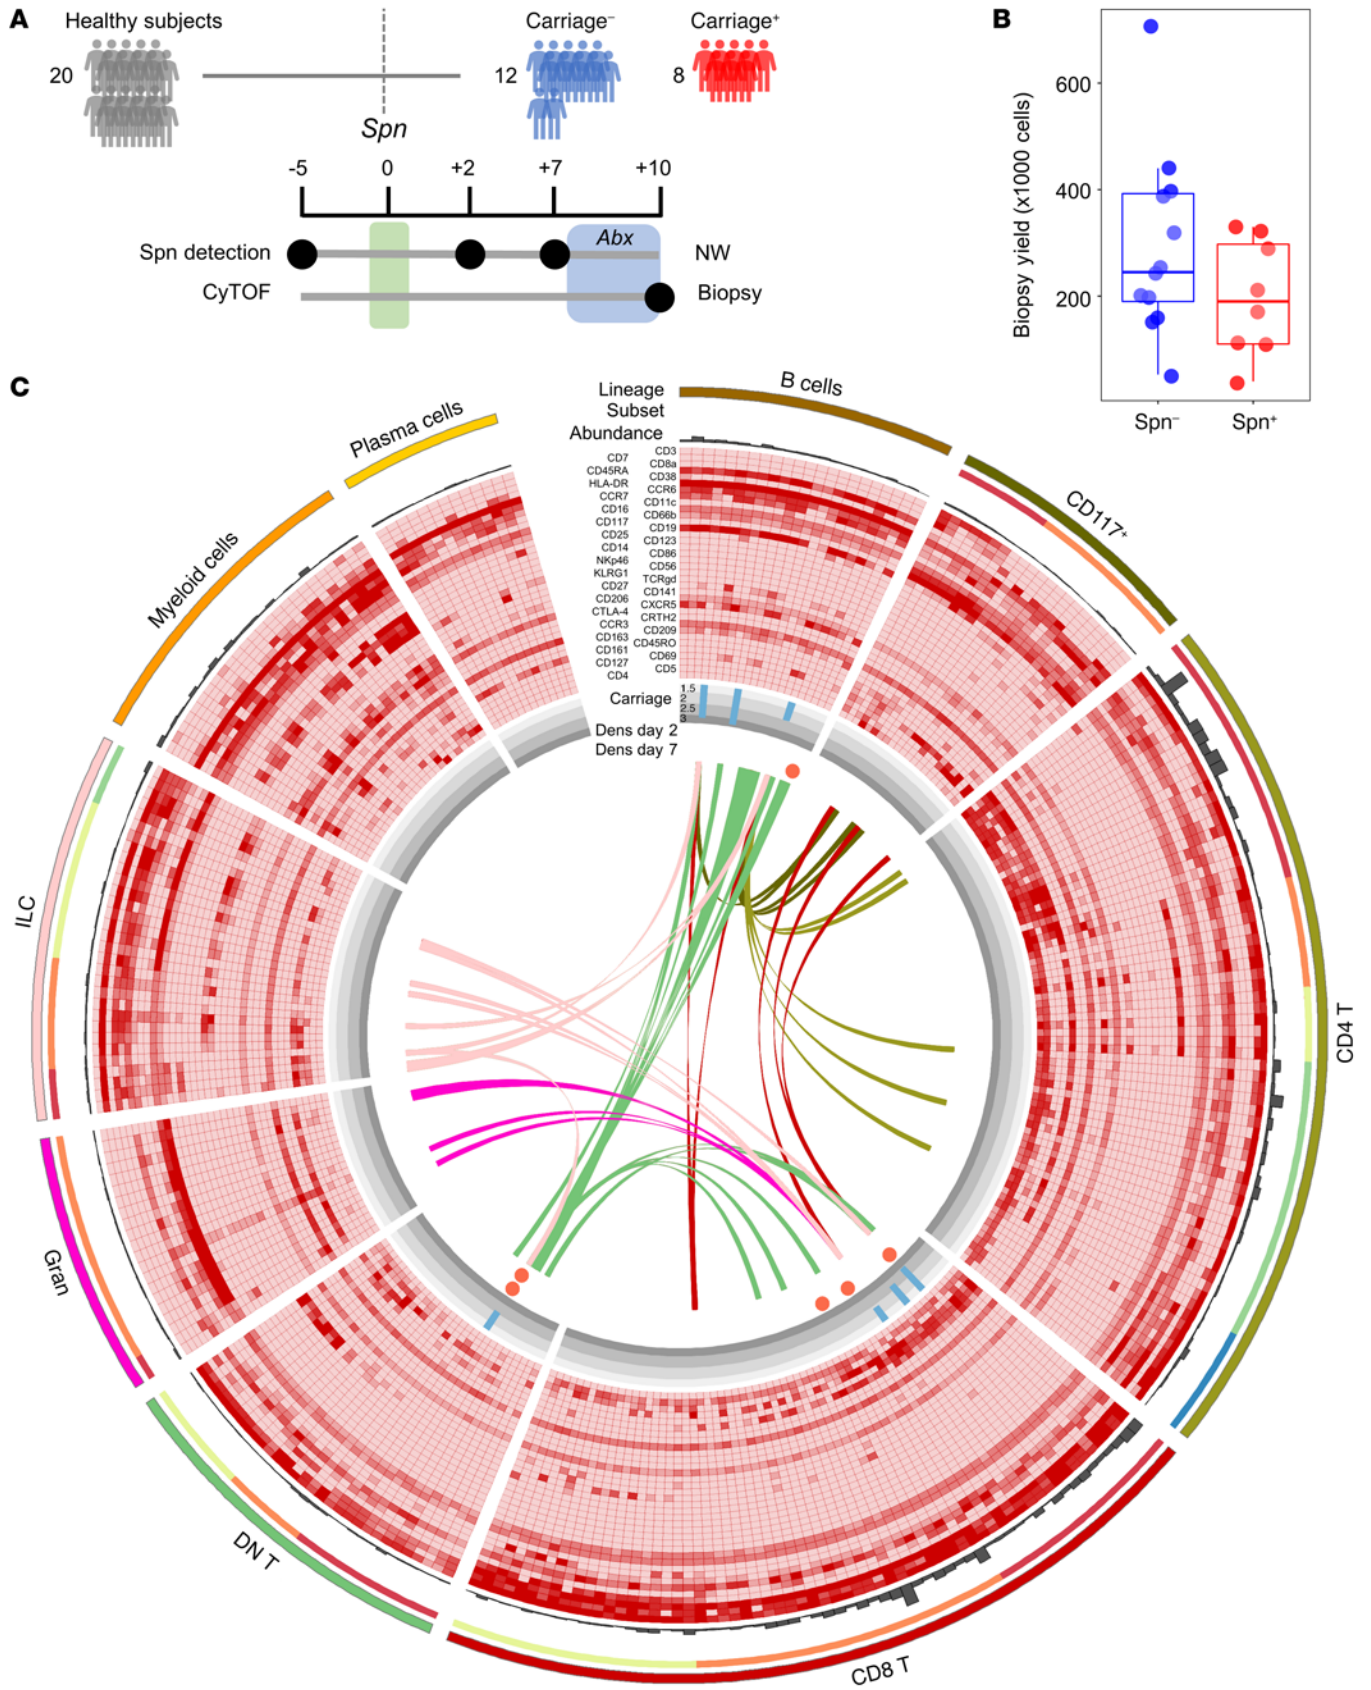 A
Healthy subjects
20
Spn
Carriage⁻
12
Carriage⁺
8
-5
0
+2
+7
+10
Spn detection
Abx
NW
CyTOF
Biopsy
B
Biopsy yield (x1000 cells)
600
400
200
Spn⁻
Spn⁺
C
Lineage
Subset
Abundance
CD3
CD7
CD8a
CD45RA
CD38
HLA-DR
CCR6
CCR7
CD11c
CD16
CD66b
CD117
CD19
CD25
CD123
CD14
CD86
NKp46
CD56
KLRG1
TCRgd
CD27
CD141
CD206
CXCR5
CTLA-4
CRTH2
CCR3
CD209
CD163
CD45RO
CD161
CD69
CD127
CD5
CD4
Carriage
1.5
2
2.5
3
Dens day 2
Dens day 7
B cells
CD117⁺
CD4 T
CD8 T
DN T
Gran
ILC
Myeloid cells
Plasma cells